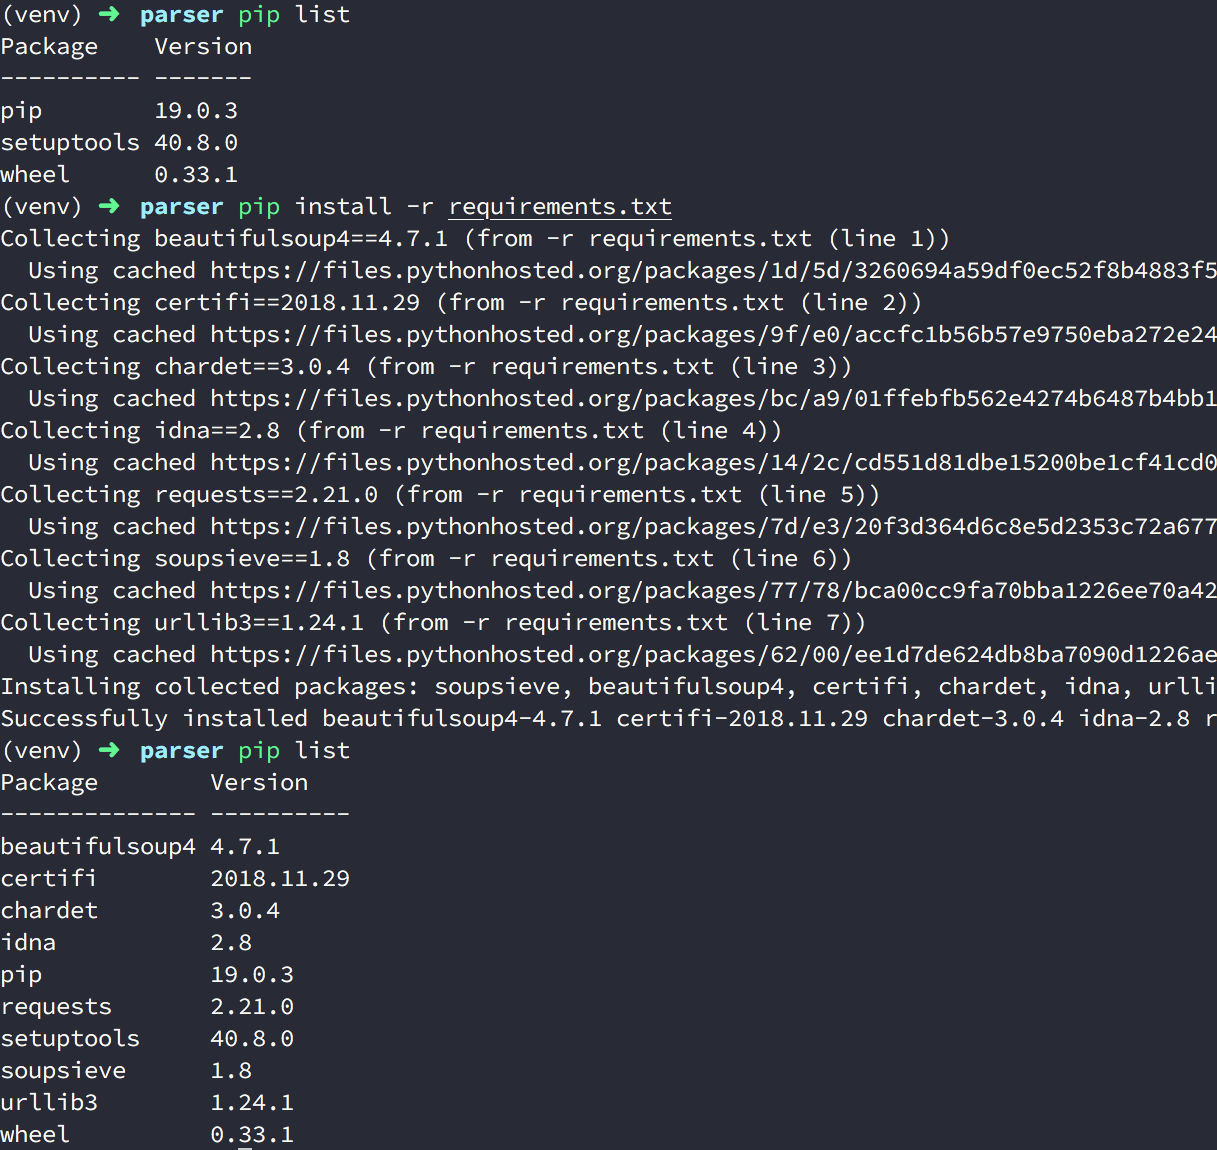 (venv) ➜ parser pip list
Package    Version
---------- -------
pip        19.0.3
setuptools 40.8.0
wheel      0.33.1
(venv) ➜ parser pip install -r requirements.txt
Collecting beautifulsoup4==4.7.1 (from -r requirements.txt (line 1))
  Using cached https://files.pythonhosted.org/packages/1d/5d/3260694a59df0ec52f8b4883f5
Collecting certifi==2018.11.29 (from -r requirements.txt (line 2))
  Using cached https://files.pythonhosted.org/packages/9f/e0/accfc1b56b57e9750eba272e24
Collecting chardet==3.0.4 (from -r requirements.txt (line 3))
  Using cached https://files.pythonhosted.org/packages/bc/a9/01ffebfb562e4274b6487b4bb1
Collecting idna==2.8 (from -r requirements.txt (line 4))
  Using cached https://files.pythonhosted.org/packages/14/2c/cd551d81dbe15200be1cf41cd0
Collecting requests==2.21.0 (from -r requirements.txt (line 5))
  Using cached https://files.pythonhosted.org/packages/7d/e3/20f3d364d6c8e5d2353c72a677
Collecting soupsieve==1.8 (from -r requirements.txt (line 6))
  Using cached https://files.pythonhosted.org/packages/77/78/bca00cc9fa70bba1226ee70a42
Collecting urllib3==1.24.1 (from -r requirements.txt (line 7))
  Using cached https://files.pythonhosted.org/packages/62/00/ee1d7de624db8ba7090d1226ae
Installing collected packages: soupsieve, beautifulsoup4, certifi, chardet, idna, urlli
Successfully installed beautifulsoup4-4.7.1 certifi-2018.11.29 chardet-3.0.4 idna-2.8 r
(venv) ➜ parser pip list
Package        Version
-------------- ----------
beautifulsoup4 4.7.1
certifi        2018.11.29
chardet        3.0.4
idna           2.8
pip            19.0.3
requests       2.21.0
setuptools     40.8.0
soupsieve      1.8
urllib3        1.24.1
wheel          0.33.1